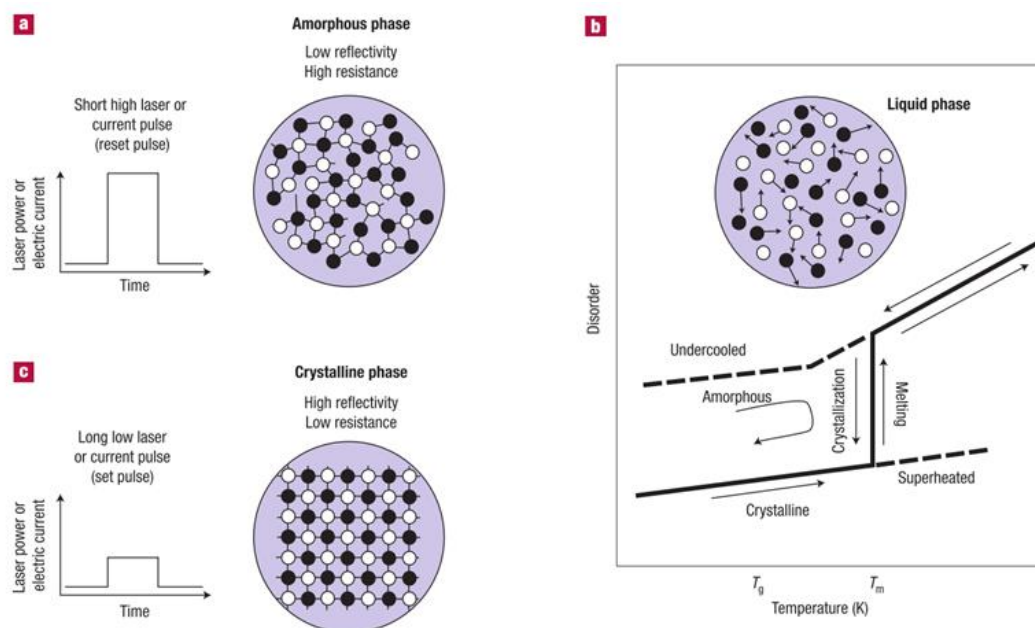 a
Amorphous phase
Low reflectivity
High resistance
Short high laser or
current pulse
(reset pulse)
Laser power or
electric current
Time
c
Crystalline phase
High reflectivity
Low resistance
Long low laser
or current pulse
(set pulse)
Laser power or
electric current
Time
b
Liquid phase
Disorder
Undercooled
Amorphous
Crystallization
Melting
Superheated
Crystalline
Tg
Tm
Temperature (K)